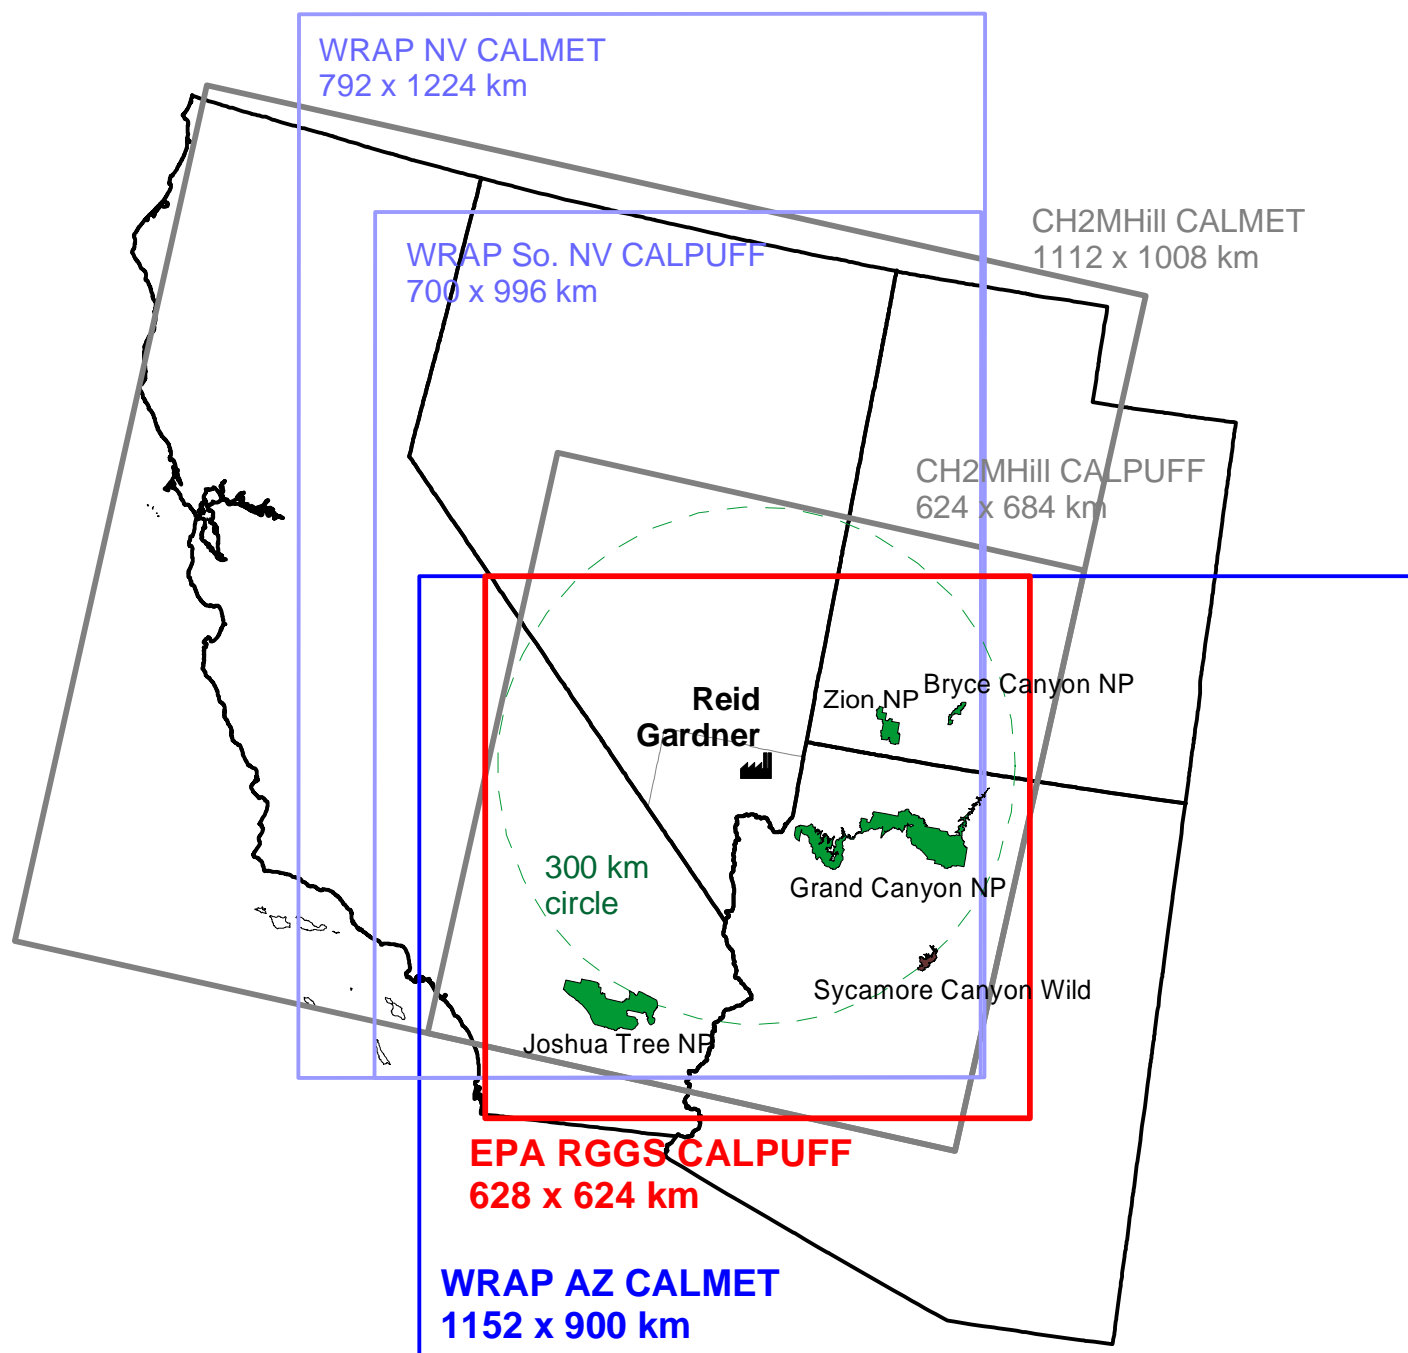 WRAP NV CALMET
792 x 1224 km
CH2MHill CALMET
1112 x 1008 km
WRAP So. NV CALPUFF
700 x 996 km
CH2MHill CALPUFF
624 x 684 km
Bryce Canyon NP
Zion NP
Reid
Gardner
300 km
circle
Grand Canyon NP
Sycamore Canyon Wild
Joshua Tree NP
EPA RGGS CALPUFF
628 x 624 km
WRAP AZ CALMET
1152 x 900 km